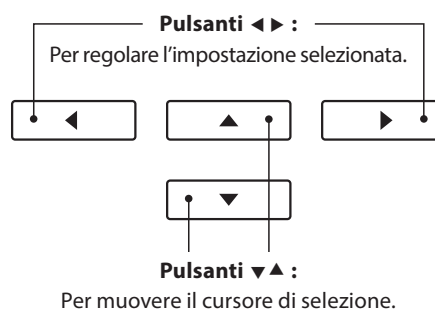 Pulsanti ◀ ▶ :
Per regolare l'impostazione selezionata.
◀ ▲ ▶
▼
Pulsanti ▼▲ :
Per muovere il cursore di selezione.